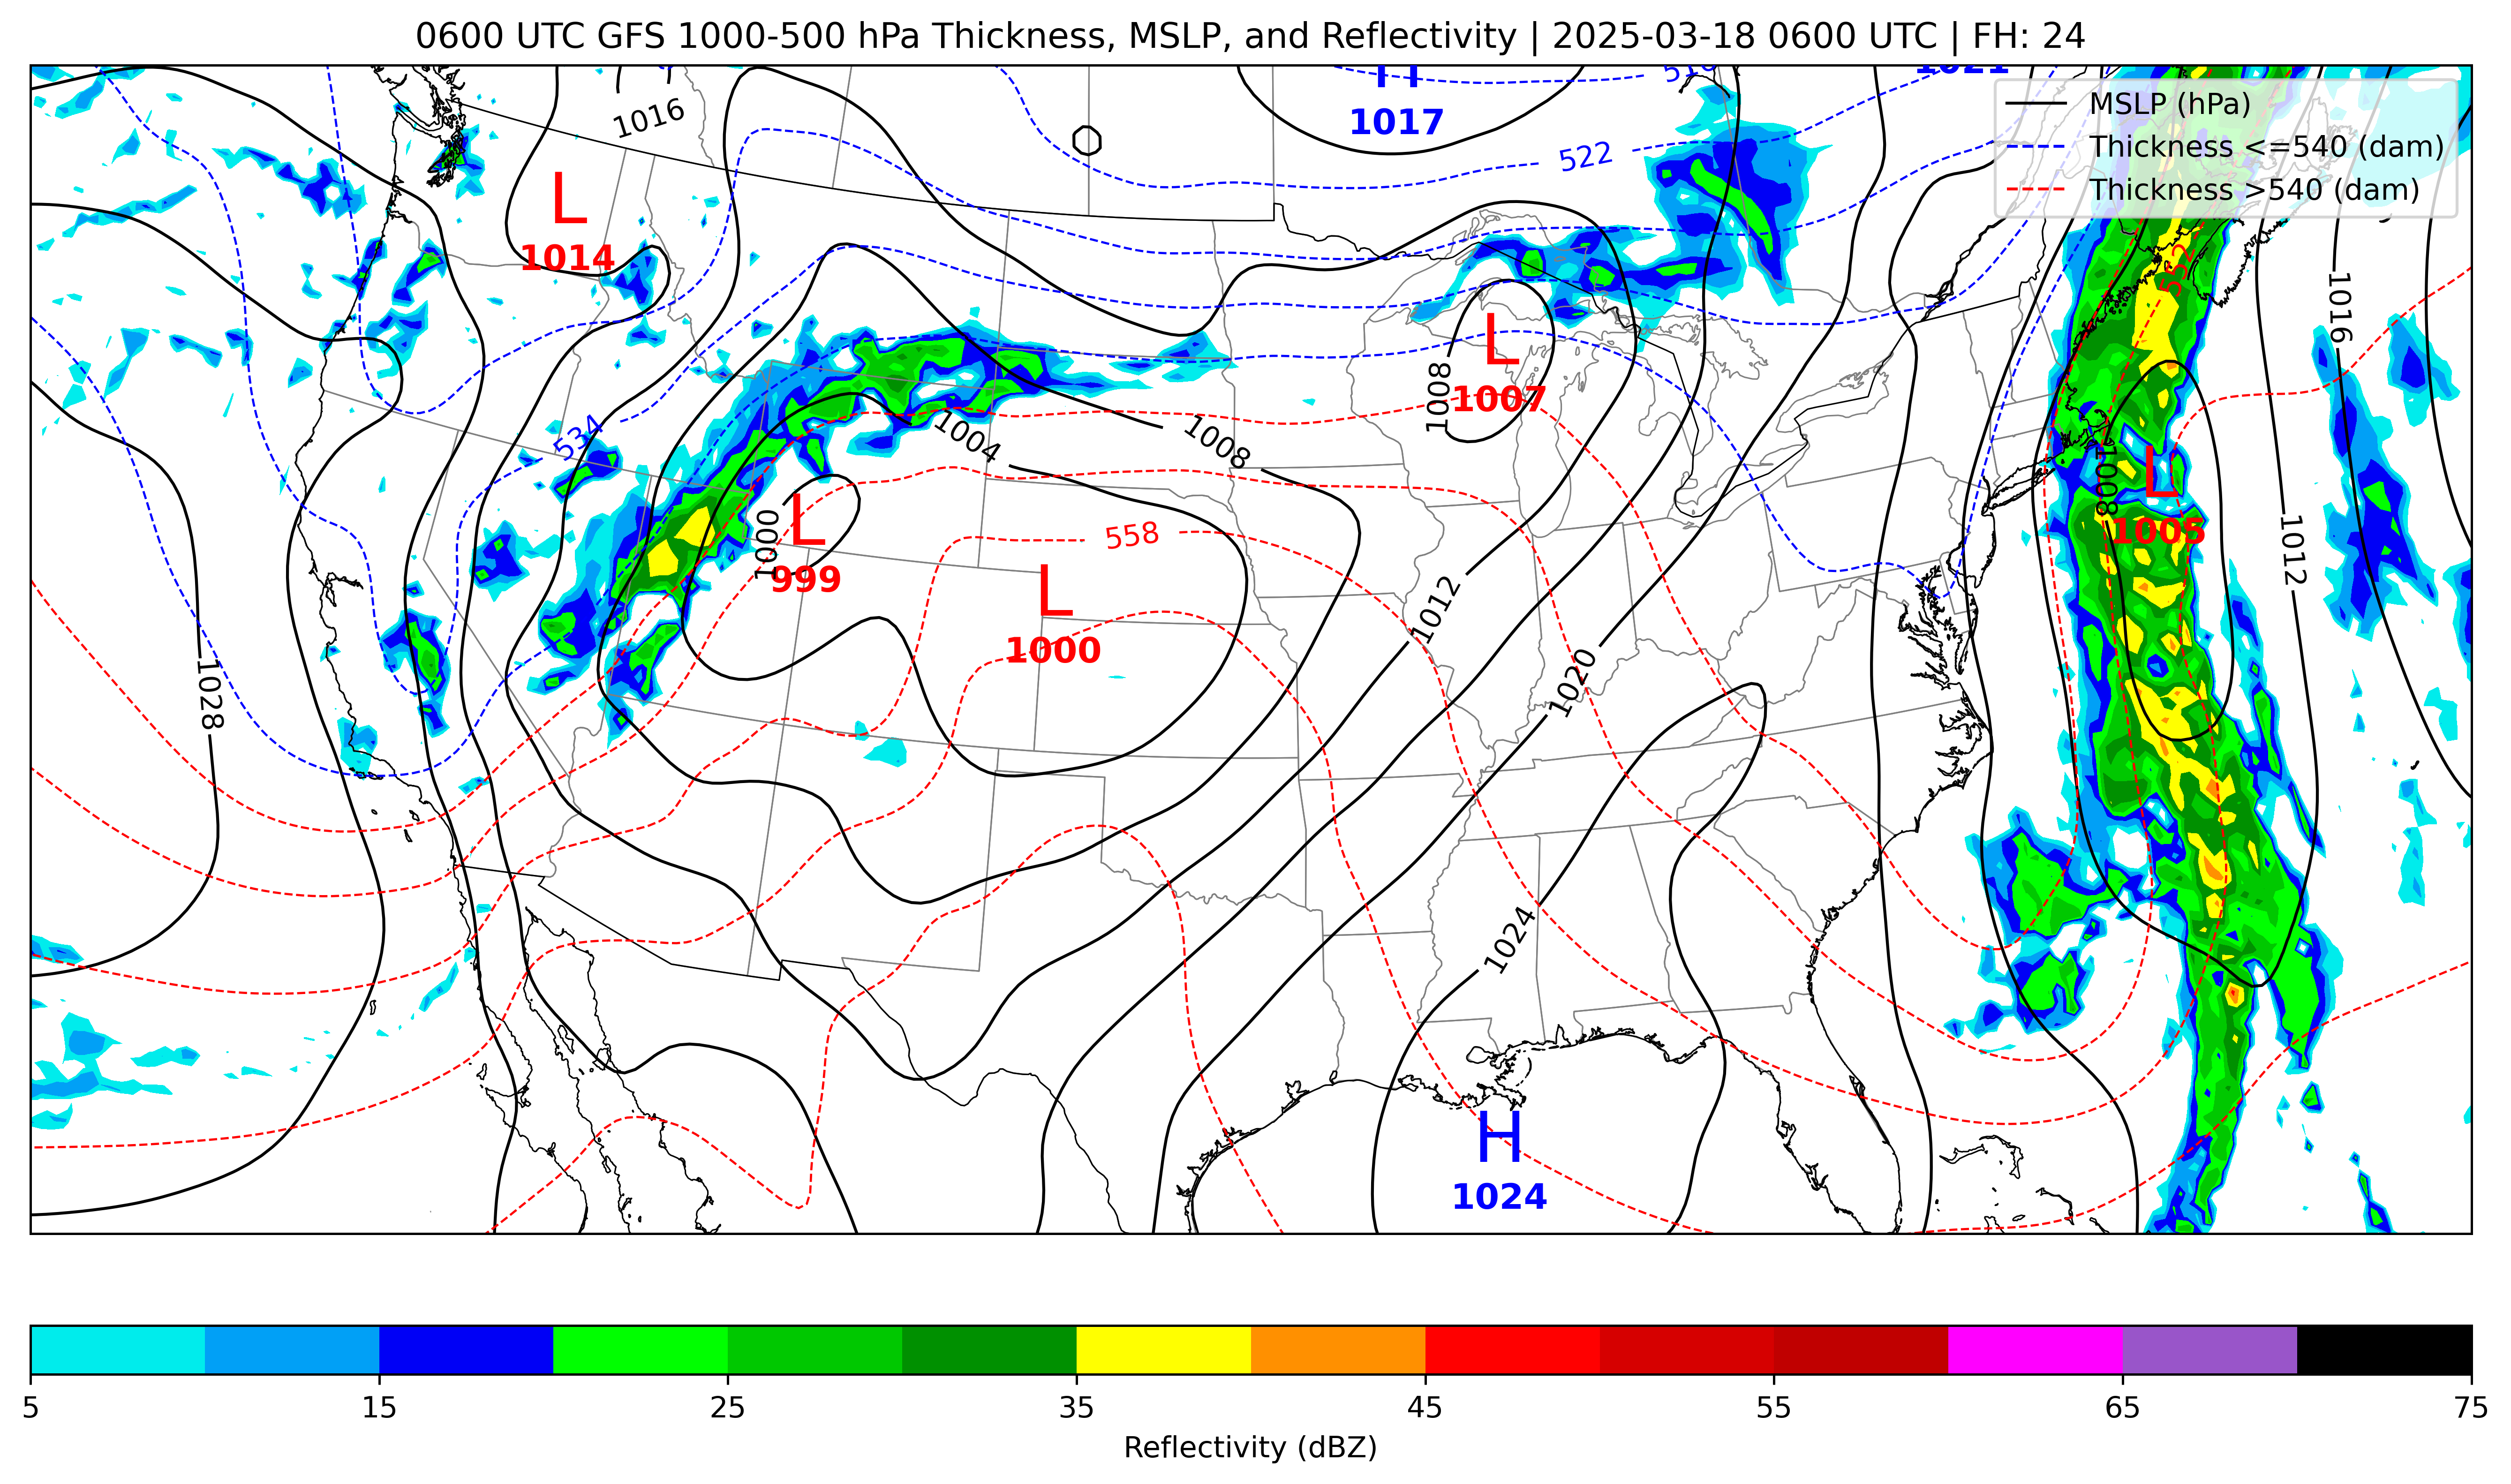 0600 UTC GFS 1000-500 hPa Thickness, MSLP, and Reflectivity | 2025-03-18 0600 UTC | FH: 24
1021
MSLP (hPa)
Thickness <=540 (dam)
Thickness >540 (dam)
H
1017
1016
522
L
1014
552
1016
L
1007
1008
534
1004
1008
L
1005
1008
L
999
1000
558
1012
L
1000
1012
1028
1020
1024
H
1024
5 15 25 35 45 55 65 75
Reflectivity (dBZ)